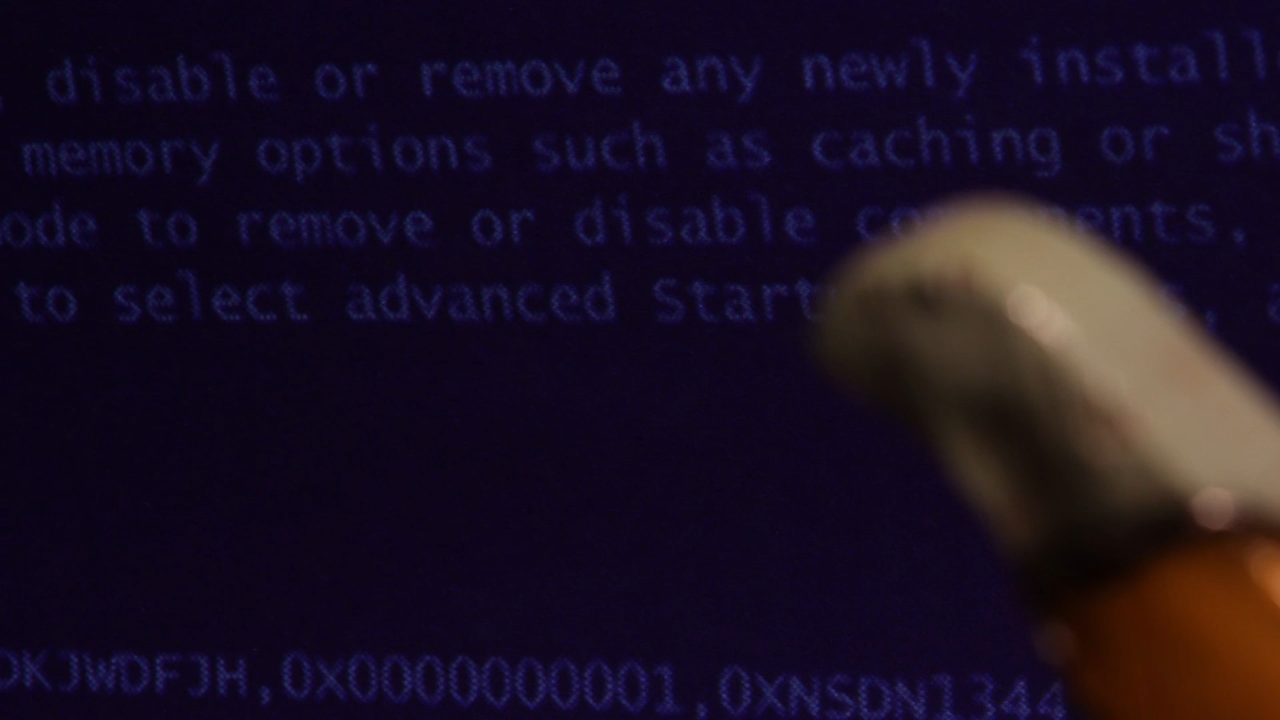 , disable or remove any newly install
memory options such as caching or sh
ode to remove or disable co ents.
to select advanced Start ,
DKJWDFJH,0X0000000001,0XNSDN1344